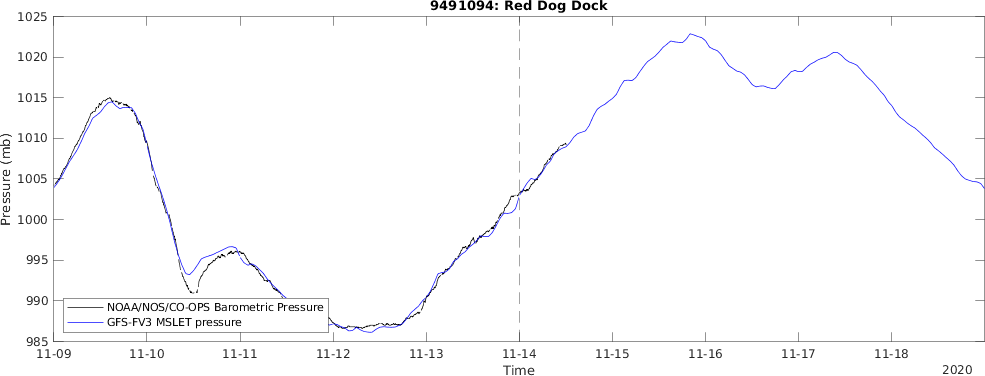 9491094: Red Dog Dock
Pressure (mb)
1025
1020
1015
1010
1005
1000
995
990
985
NOAA/NOS/CO-OPS Barometric Pressure
GFS-FV3 MSLET pressure
11-09 11-10 11-11 11-12 11-13 11-14 11-15 11-16 11-17 11-18
Time
2020